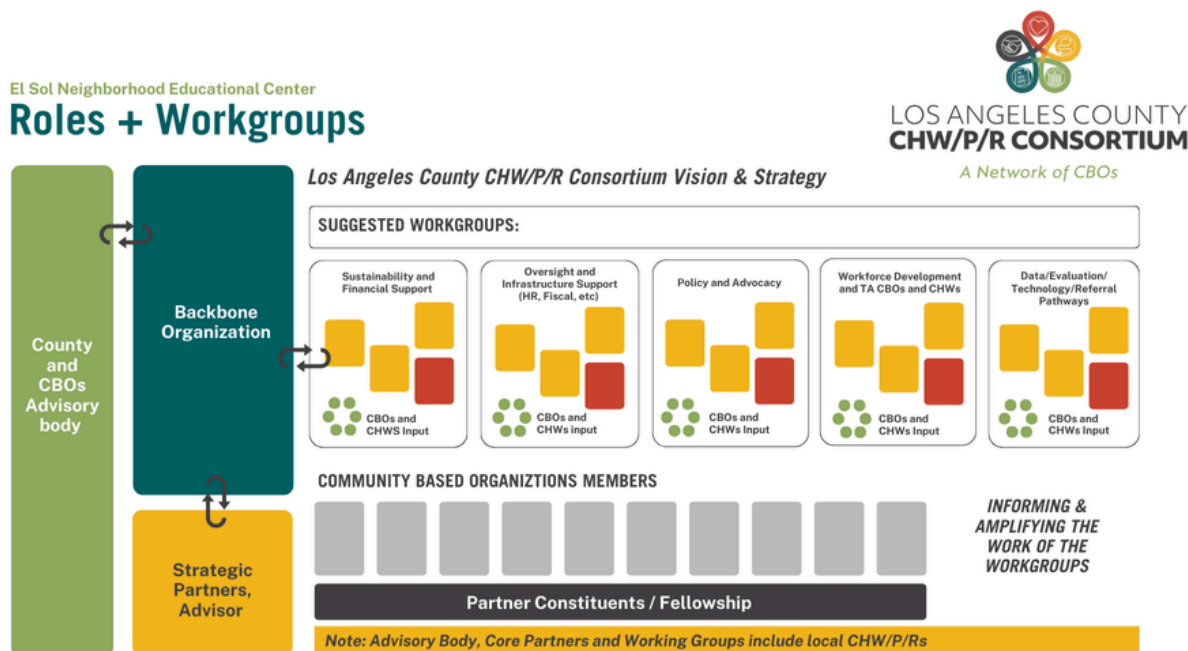 El Sol Neighborhood Educational Center
Roles + Workgroups
LOS ANGELES COUNTY
CHW/P/R CONSORTIUM
A Network of CBOs
County
and
CBOs
Advisory
body
Backbone
Organization
Strategic
Partners,
Advisor
Los Angeles County CHW/P/R Consortium Vision & Strategy
SUGGESTED WORKGROUPS:
Sustainability and
Financial Support
CBOs and
CHWS Input
Oversight and
Infrastructure Support
(HR, Fiscal, etc)
CBOs and
CHWs input
Policy and Advocacy
CBOs and
CHWs Input
Workforce Development
and TA CBOs and CHWs
CBOs and
CHWs Input
Data/Evaluation/
Technology/Referral
Pathways
CBOs and
CHWs Input
COMMUNITY BASED ORGANIZTIONS MEMBERS
INFORMING &
AMPLIFYING THE
WORK OF THE
WORKGROUPS
Partner Constituents / Fellowship
Note: Advisory Body, Core Partners and Working Groups include local CHW/P/Rs